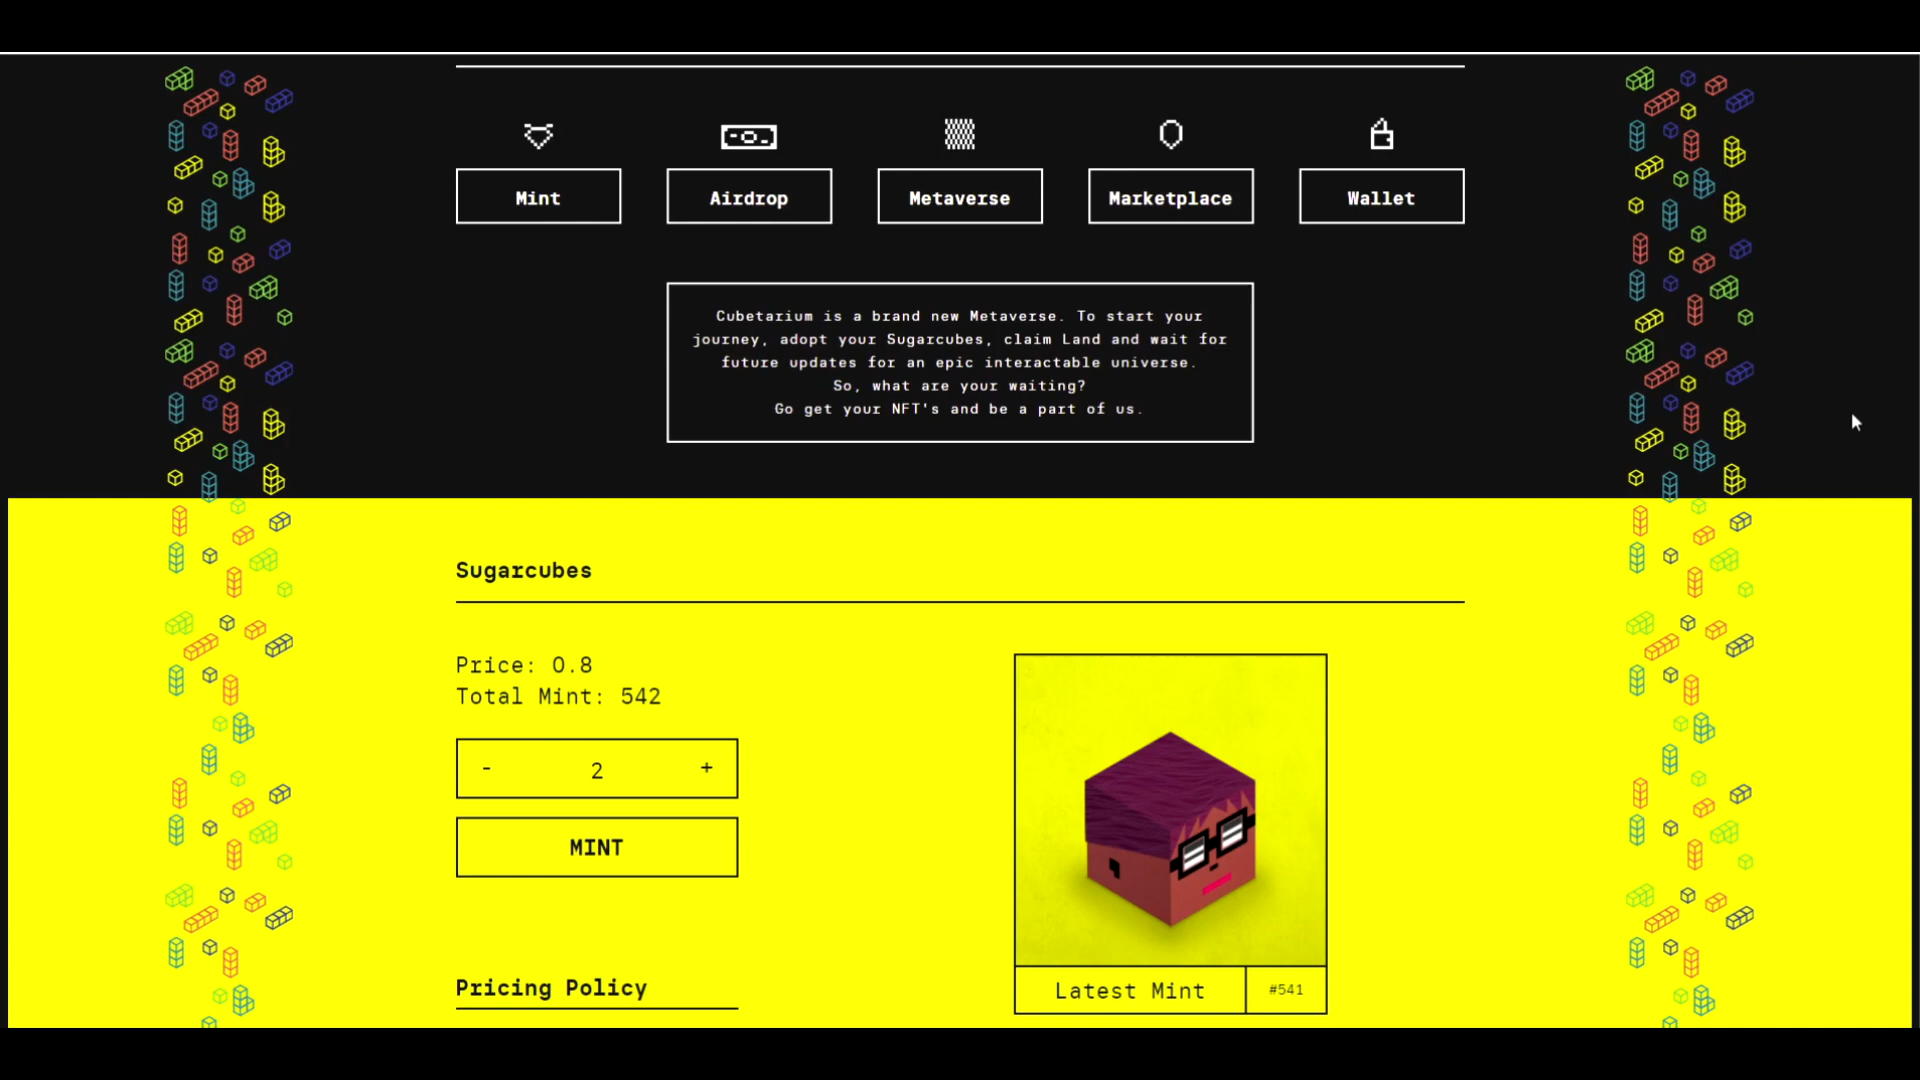 Mint Airdrop Metaverse Marketplace Wallet
Cubetarium is a brand new Metaverse. To start your
journey, adopt your Sugarcubes, claim Land and wait for
future updates for an epic interactable universe.
So, what are your waiting?
Go get your NFT's and be a part of us.
Sugarcubes
Price: 0.8
Total Mint: 542
- 2 +
MINT
Pricing Policy
Latest Mint #541